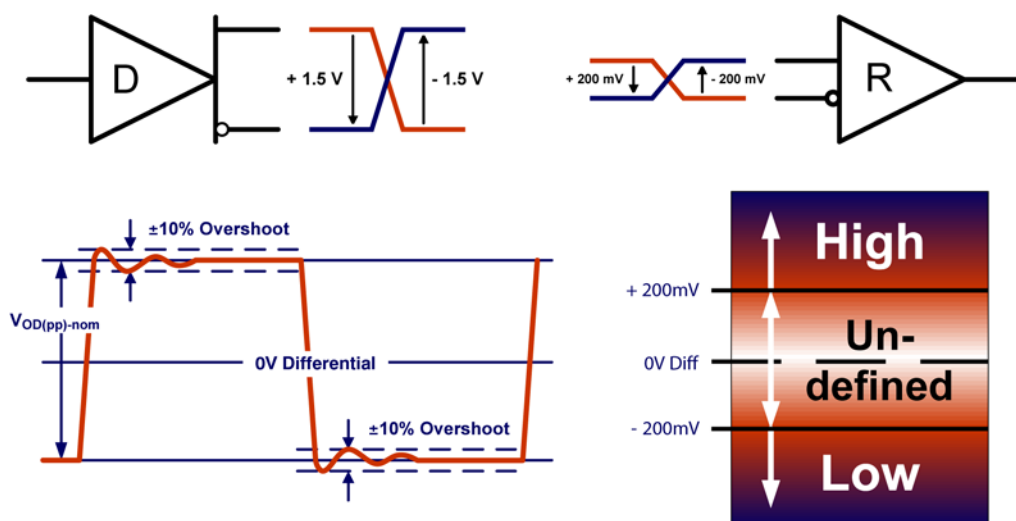 D
+ 1.5 V
- 1.5 V
+ 200 mV
- 200 mV
R
±10% Overshoot
VOD(pp)-nom
0V Differential
±10% Overshoot
High
+ 200mV
Un-
0V Diff
defined
- 200mV
Low